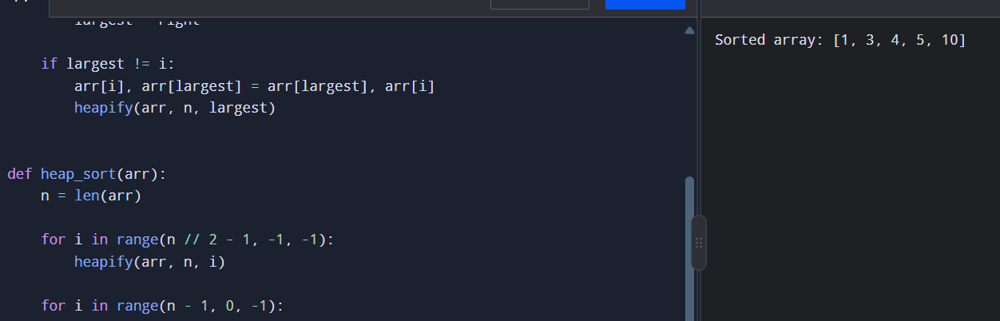 largest = right
if largest != i:
arr[i], arr[largest] = arr[largest], arr[i]
heapify(arr, n, largest)
def heap_sort(arr):
n = len(arr)
for i in range(n // 2 - 1, -1, -1):
heapify(arr, n, i)
for i in range(n - 1, 0, -1):
Sorted array: [1, 3, 4, 5, 10]